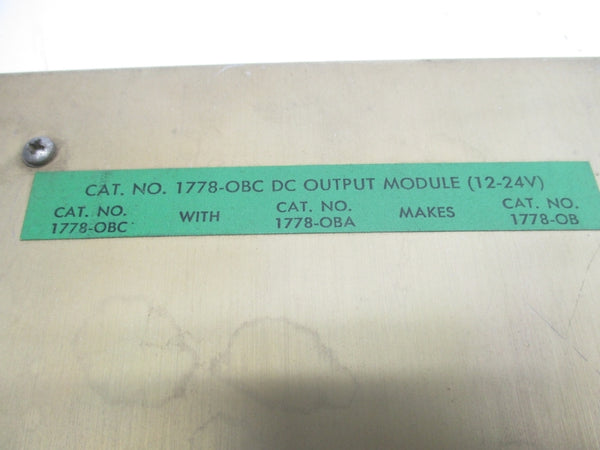 CAT. NO. 1778-OBC DC OUTPUT MODULE (12-24V)
CAT. NO. 1778-OBC WITH CAT. NO. 1778-OBA MAKES CAT. NO. 1778-OB